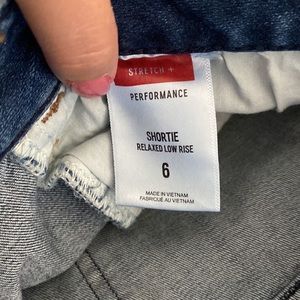 STRETCH +
PERFORMANCE
SHORTIE
RELAXED LOW RISE
6
MADE IN VIETNAM
FABRIQUÉ AU VIETNAM